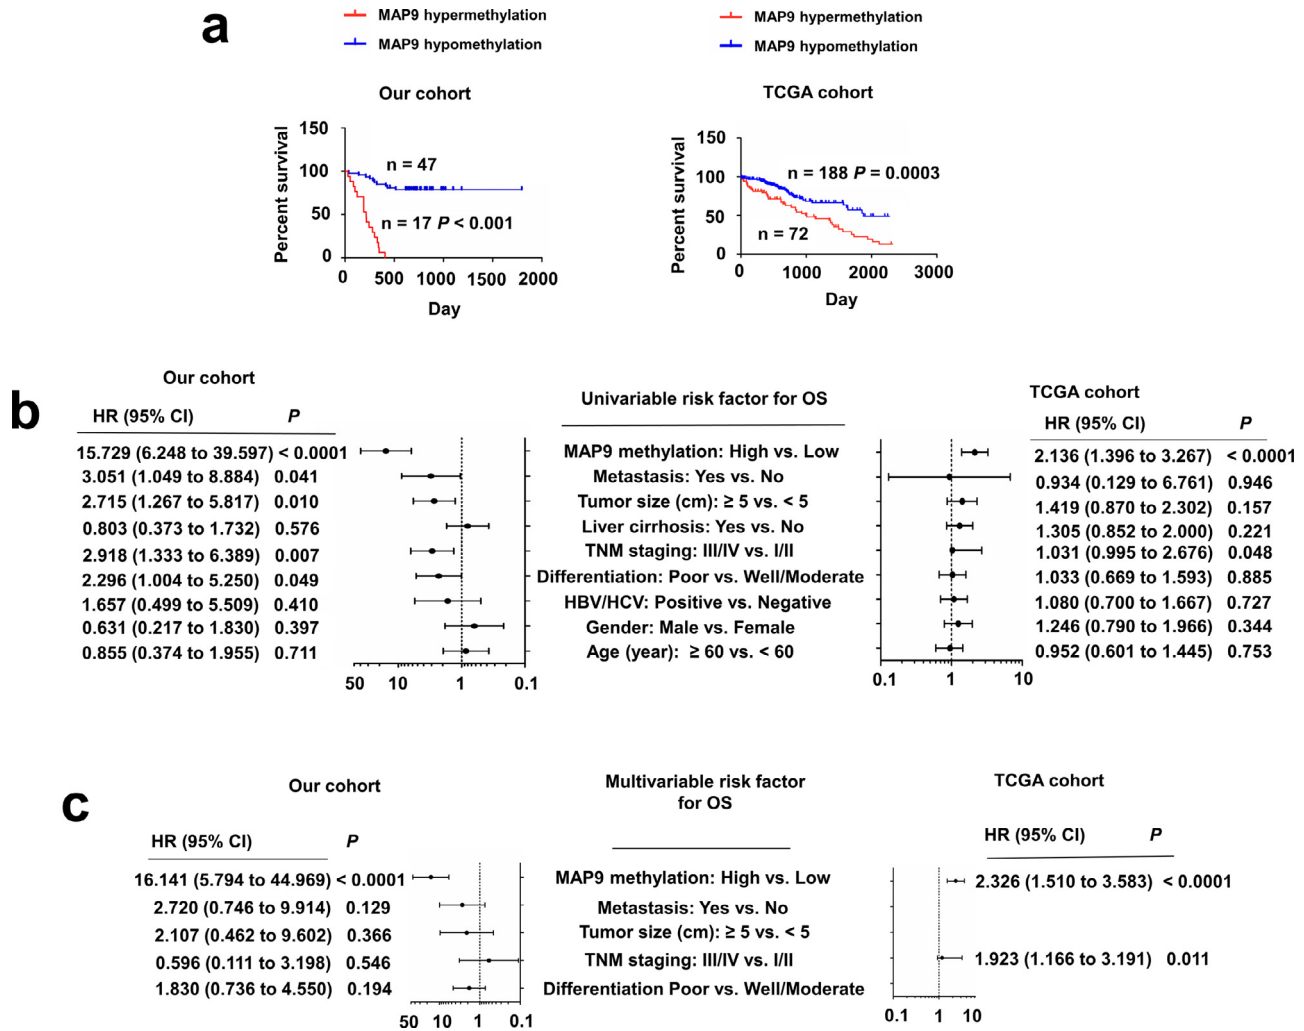 a
MAP9 hypermethylation
MAP9 hypomethylation
MAP9 hypermethylation
MAP9 hypomethylation
Our cohort
Percent survival
150
100
50
0
n = 47
n = 17 P < 0.001
0 500 1000 1500 2000
Day
TCGA cohort
Percent survival
150
100
50
0
n = 188 P = 0.0003
n = 72
0 1000 2000 3000
Day
b
Our cohort
HR (95% CI) P
Univariable risk factor for OS
TCGA cohort
HR (95% CI) P
15.729 (6.248 to 39.597) < 0.0001 MAP9 methylation: High vs. Low 2.136 (1.396 to 3.267) < 0.0001
3.051 (1.049 to 8.884) 0.041 Metastasis: Yes vs. No 0.934 (0.129 to 6.761) 0.946
2.715 (1.267 to 5.817) 0.010 Tumor size (cm): ≥ 5 vs. < 5 1.419 (0.870 to 2.302) 0.157
0.803 (0.373 to 1.732) 0.576 Liver cirrhosis: Yes vs. No 1.305 (0.852 to 2.000) 0.221
2.918 (1.333 to 6.389) 0.007 TNM staging: III/IV vs. I/II 1.031 (0.995 to 2.676) 0.048
2.296 (1.004 to 5.250) 0.049 Differentiation: Poor vs. Well/Moderate 1.033 (0.669 to 1.593) 0.885
1.657 (0.499 to 5.509) 0.410 HBV/HCV: Positive vs. Negative 1.080 (0.700 to 1.667) 0.727
0.631 (0.217 to 1.830) 0.397 Gender: Male vs. Female 1.246 (0.790 to 1.966) 0.344
0.855 (0.374 to 1.955) 0.711 Age (year): ≥ 60 vs. < 60 0.952 (0.601 to 1.445) 0.753
50 10 1 0.1
0.1 1 10
c
Our cohort
HR (95% CI) P
Multivariable risk factor
for OS
TCGA cohort
HR (95% CI) P
16.141 (5.794 to 44.969) < 0.0001 MAP9 methylation: High vs. Low 2.326 (1.510 to 3.583) < 0.0001
2.720 (0.746 to 9.914) 0.129 Metastasis: Yes vs. No
2.107 (0.462 to 9.602) 0.366 Tumor size (cm): ≥ 5 vs. < 5
0.596 (0.111 to 3.198) 0.546 TNM staging: III/IV vs. I/II 1.923 (1.166 to 3.191) 0.011
1.830 (0.736 to 4.550) 0.194 Differentiation Poor vs. Well/Moderate
50 10 1 0.1
0.1 1 10